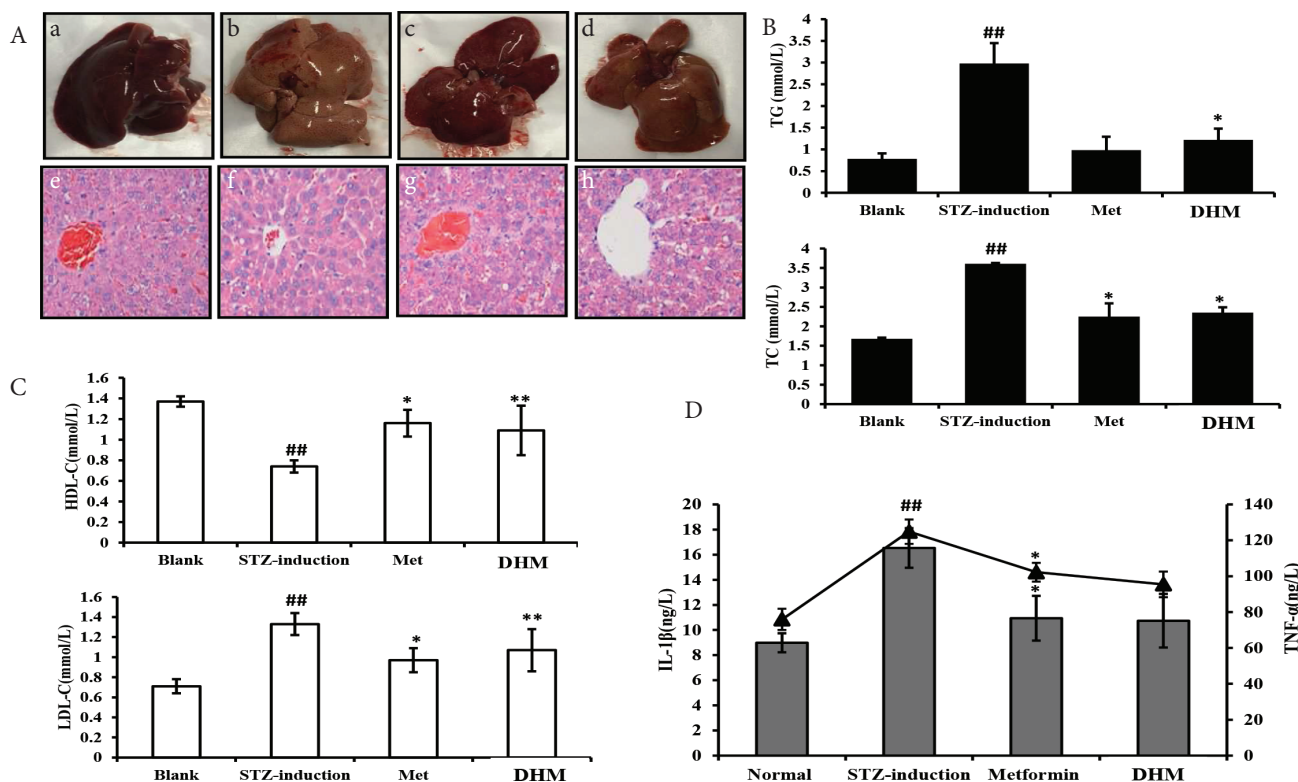 A
a
b
c
d
e
f
g
h
B
TG (mmol/L)
4
3.5
3
2.5
2
1.5
1
0.5
0
##
*
Blank STZ-induction Met DHM
TC (mmol/L)
4
3.5
3
2.5
2
1.5
1
0.5
0
##
* *
Blank STZ-induction Met DHM
C
HDL-C(mmol/L)
1.6
1.4
1.2
1
0.8
0.6
0.4
0.2
0
##
* **
Blank STZ-induction Met DHM
LDL-C(mmol/L)
1.6
1.4
1.2
1
0.8
0.6
0.4
0.2
0
##
* **
Blank STZ-induction Met DHM
D
IL-1β(ng/L)
20
18
16
14
12
10
8
6
4
2
0
##
*
*
TNF-α(ng/L)
140
120
100
80
60
40
20
0
Normal STZ-induction Metformin DHM